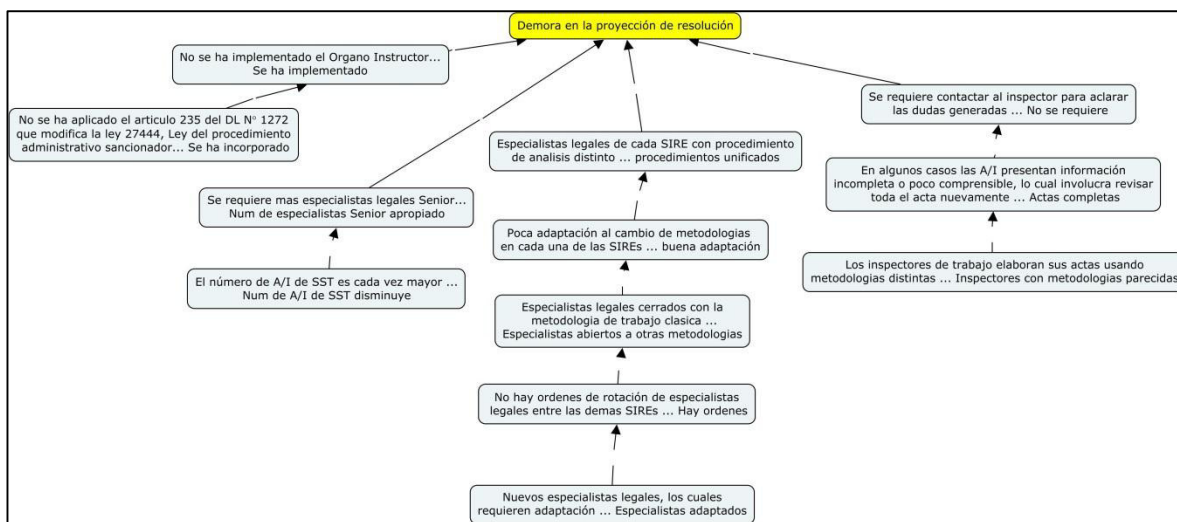 Demora en la proyección de resolución
No se ha implementado el Organo Instructor...
Se ha implementado
No se ha aplicado el articulo 235 del DL N° 1272
que modifica la ley 27444, Ley del procedimiento
administrativo sancionador... Se ha incorporado
Se requiere mas especialistas legales Senior...
Num de especialistas Senior apropiado
El número de A/I de SST es cada vez mayor ...
Num de A/I de SST disminuye
Especialistas legales de cada SIRE con procedimiento
de analisis distinto ... procedimientos unificados
Poca adaptación al cambio de metodologias
en cada una de las SIREs ... buena adaptación
Especialistas legales cerrados con la
metodologia de trabajo clasica ...
Especialistas abiertos a otras metodologias
No hay ordenes de rotación de especialistas
legales entre las demas SIREs ... Hay ordenes
Nuevos especialistas legales, los cuales
requieren adaptación ... Especialistas adaptados
Se requiere contactar al inspector para aclarar
las dudas generadas ... No se requiere
En algunos casos las A/I presentan información
incompleta o poco comprensible, lo cual involucra revisar
toda el acta nuevamente ... Actas completas
Los inspectores de trabajo elaboran sus actas usando
metodologias distintas ... Inspectores con metodologias parecidas